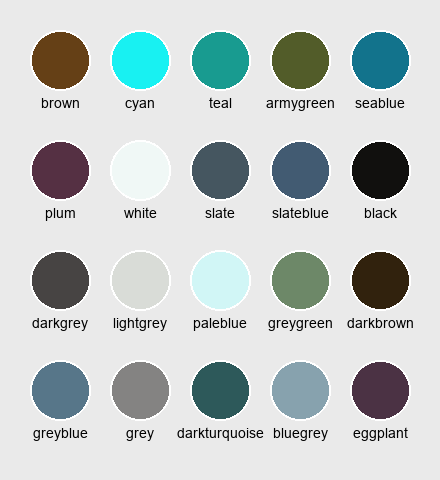 brown cyan teal armygreen seablue
plum white slate slateblue black
darkgrey lightgrey paleblue greygreen darkbrown
greyblue grey darkturquoise bluegrey eggplant